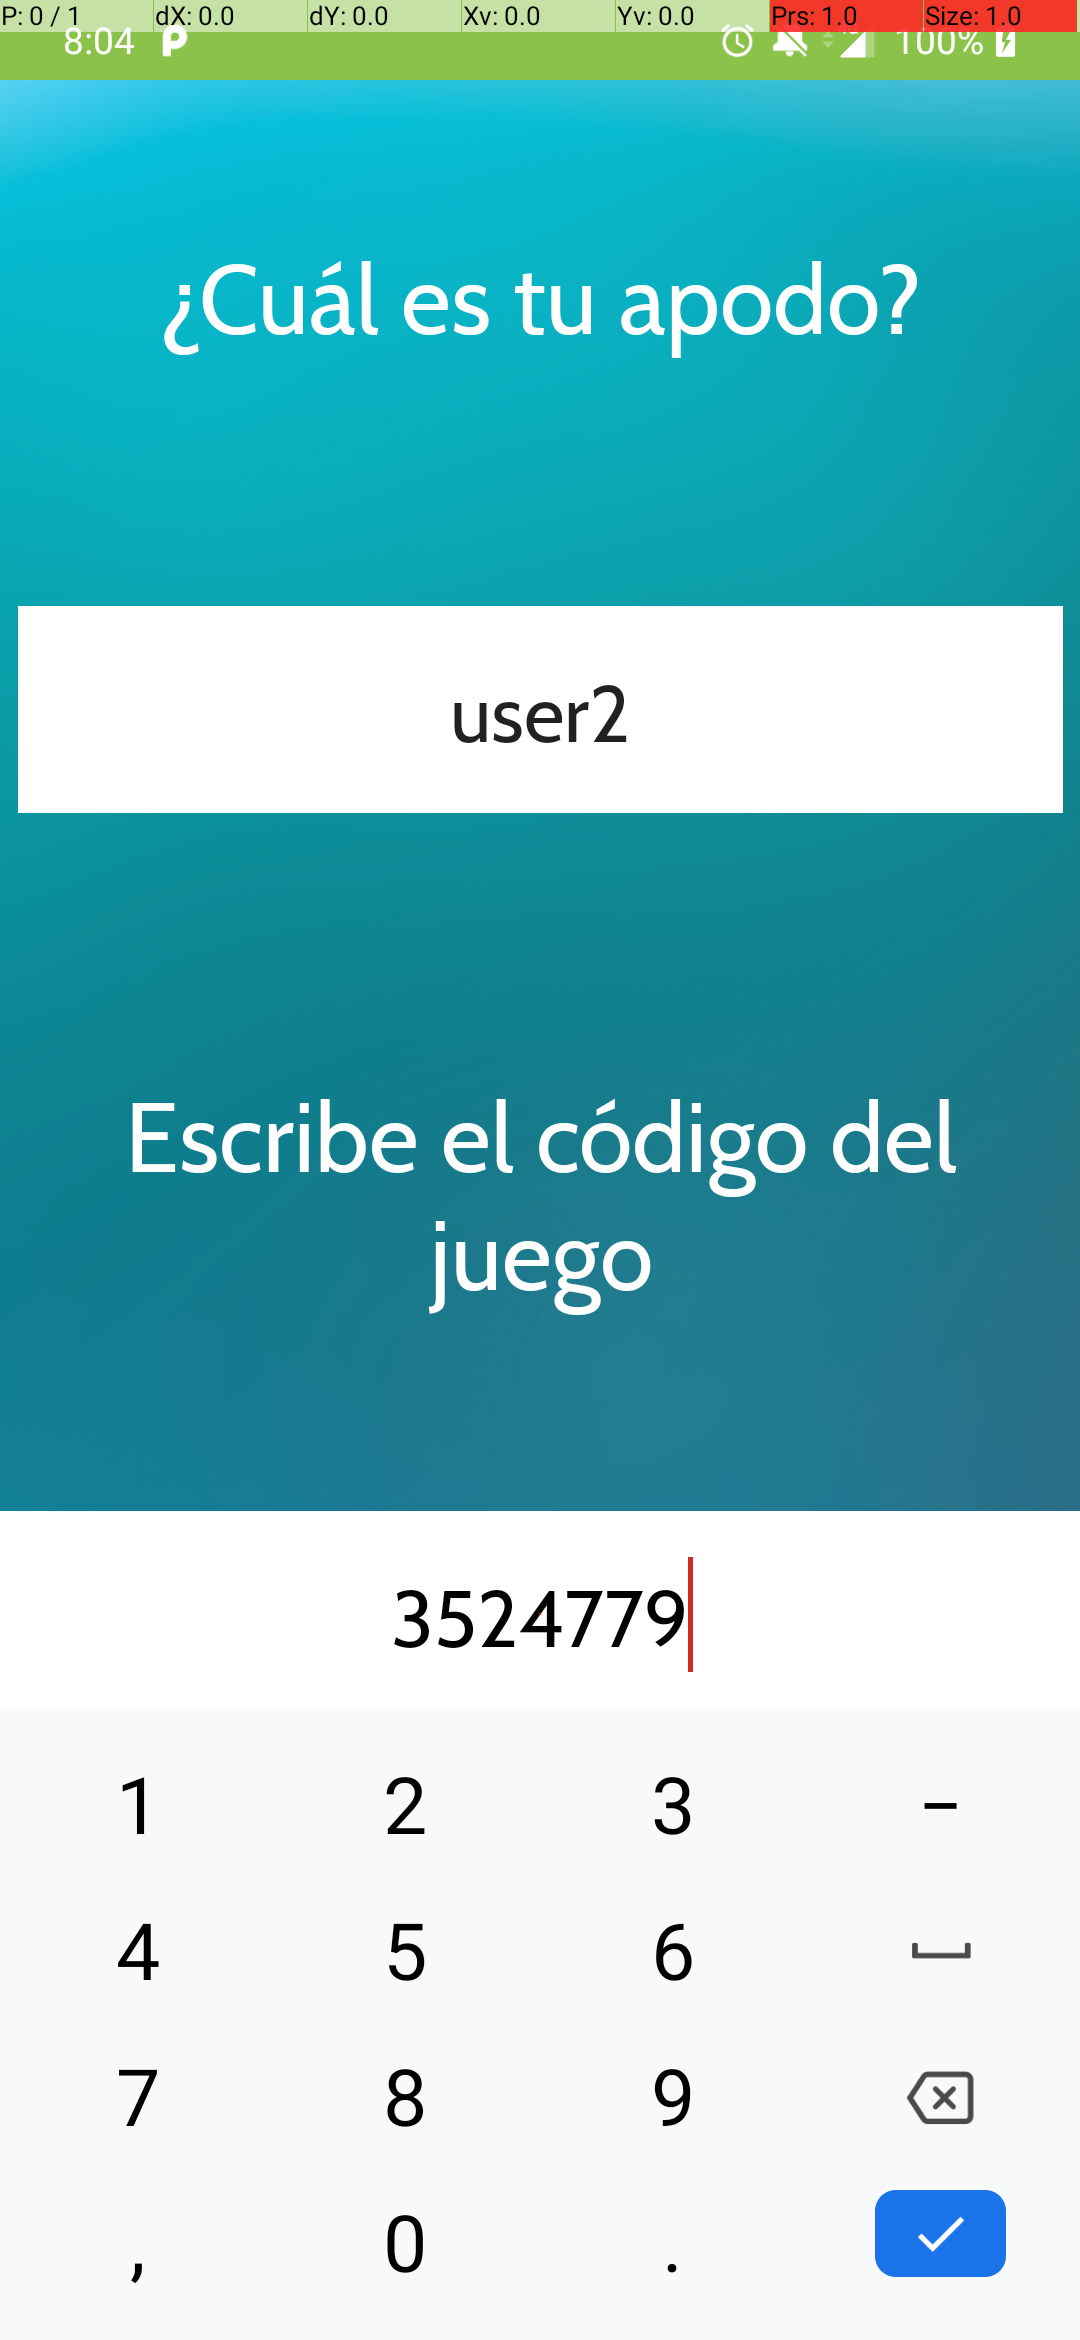 P: 0 / 1 dX: 0.0 dY: 0.0 Xv: 0.0 Yv: 0.0 Prs: 1.0 Size: 1.0
8:04 100%
¿Cuál es tu apodo?
user2
Escribe el código del
juego
3524779
1 2 3 –
4 5 6
7 8 9
, 0 .